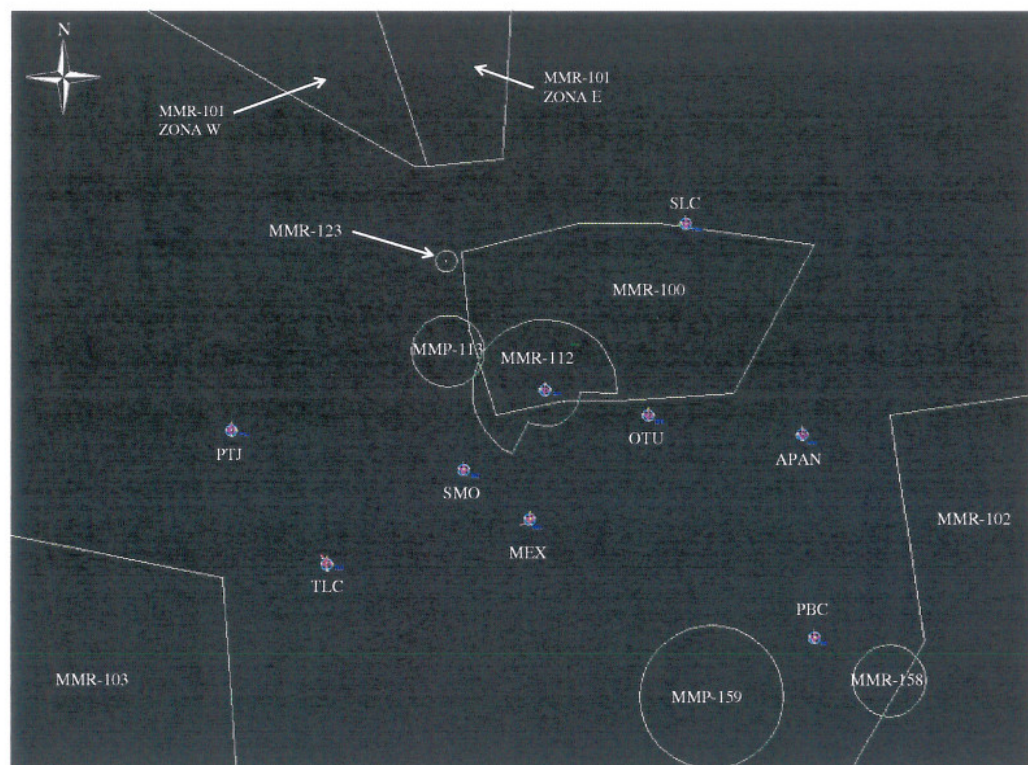 N
MMR-101
ZONA E
MMR-101
ZONA W
SLC
MMR-123
MMR-100
MMP-113
MMR-112
PTJ
OTU
APAN
SMO
MMR-102
MEX
TLC
PBC
MMR-103
MMP-159
MMR-158